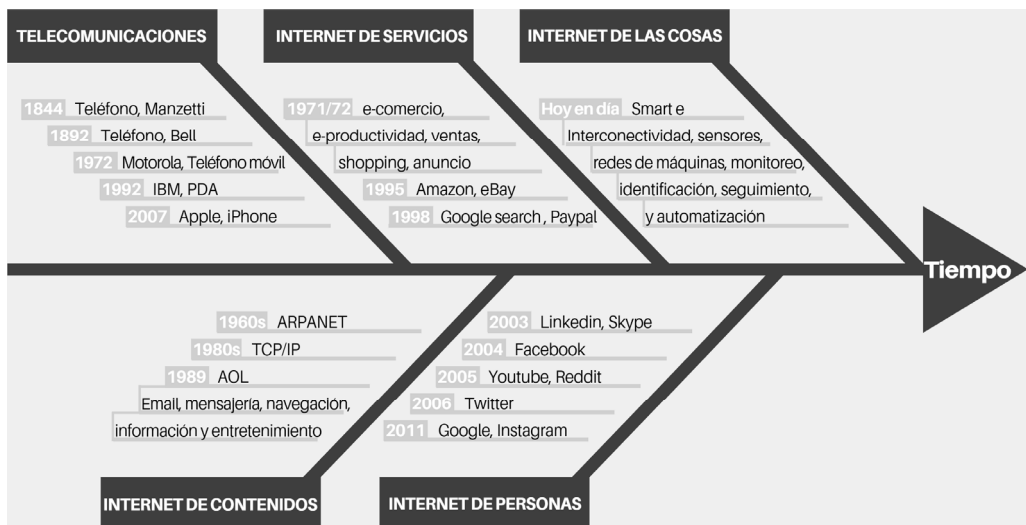 TELECOMUNICACIONES
1844 Teléfono, Manzetti
1892 Teléfono, Bell
1972 Motorola, Teléfono móvil
1992 IBM, PDA
2007 Apple, iPhone
INTERNET DE SERVICIOS
1971/72 e-comercio,
e-productividad, ventas,
shopping, anuncio
1995 Amazon, eBay
1998 Google search , Paypal
INTERNET DE LAS COSAS
Hoy en día Smart e
Interconectividad, sensores,
redes de máquinas, monitoreo,
identificación, seguimiento,
y automatización
Tiempo
1960s ARPANET
1980s TCP/IP
1989 AOL
Email, mensajería, navegación,
información y entretenimiento
INTERNET DE CONTENIDOS
2003 Linkedin, Skype
2004 Facebook
2005 Youtube, Reddit
2006 Twitter
2011 Google, Instagram
INTERNET DE PERSONAS